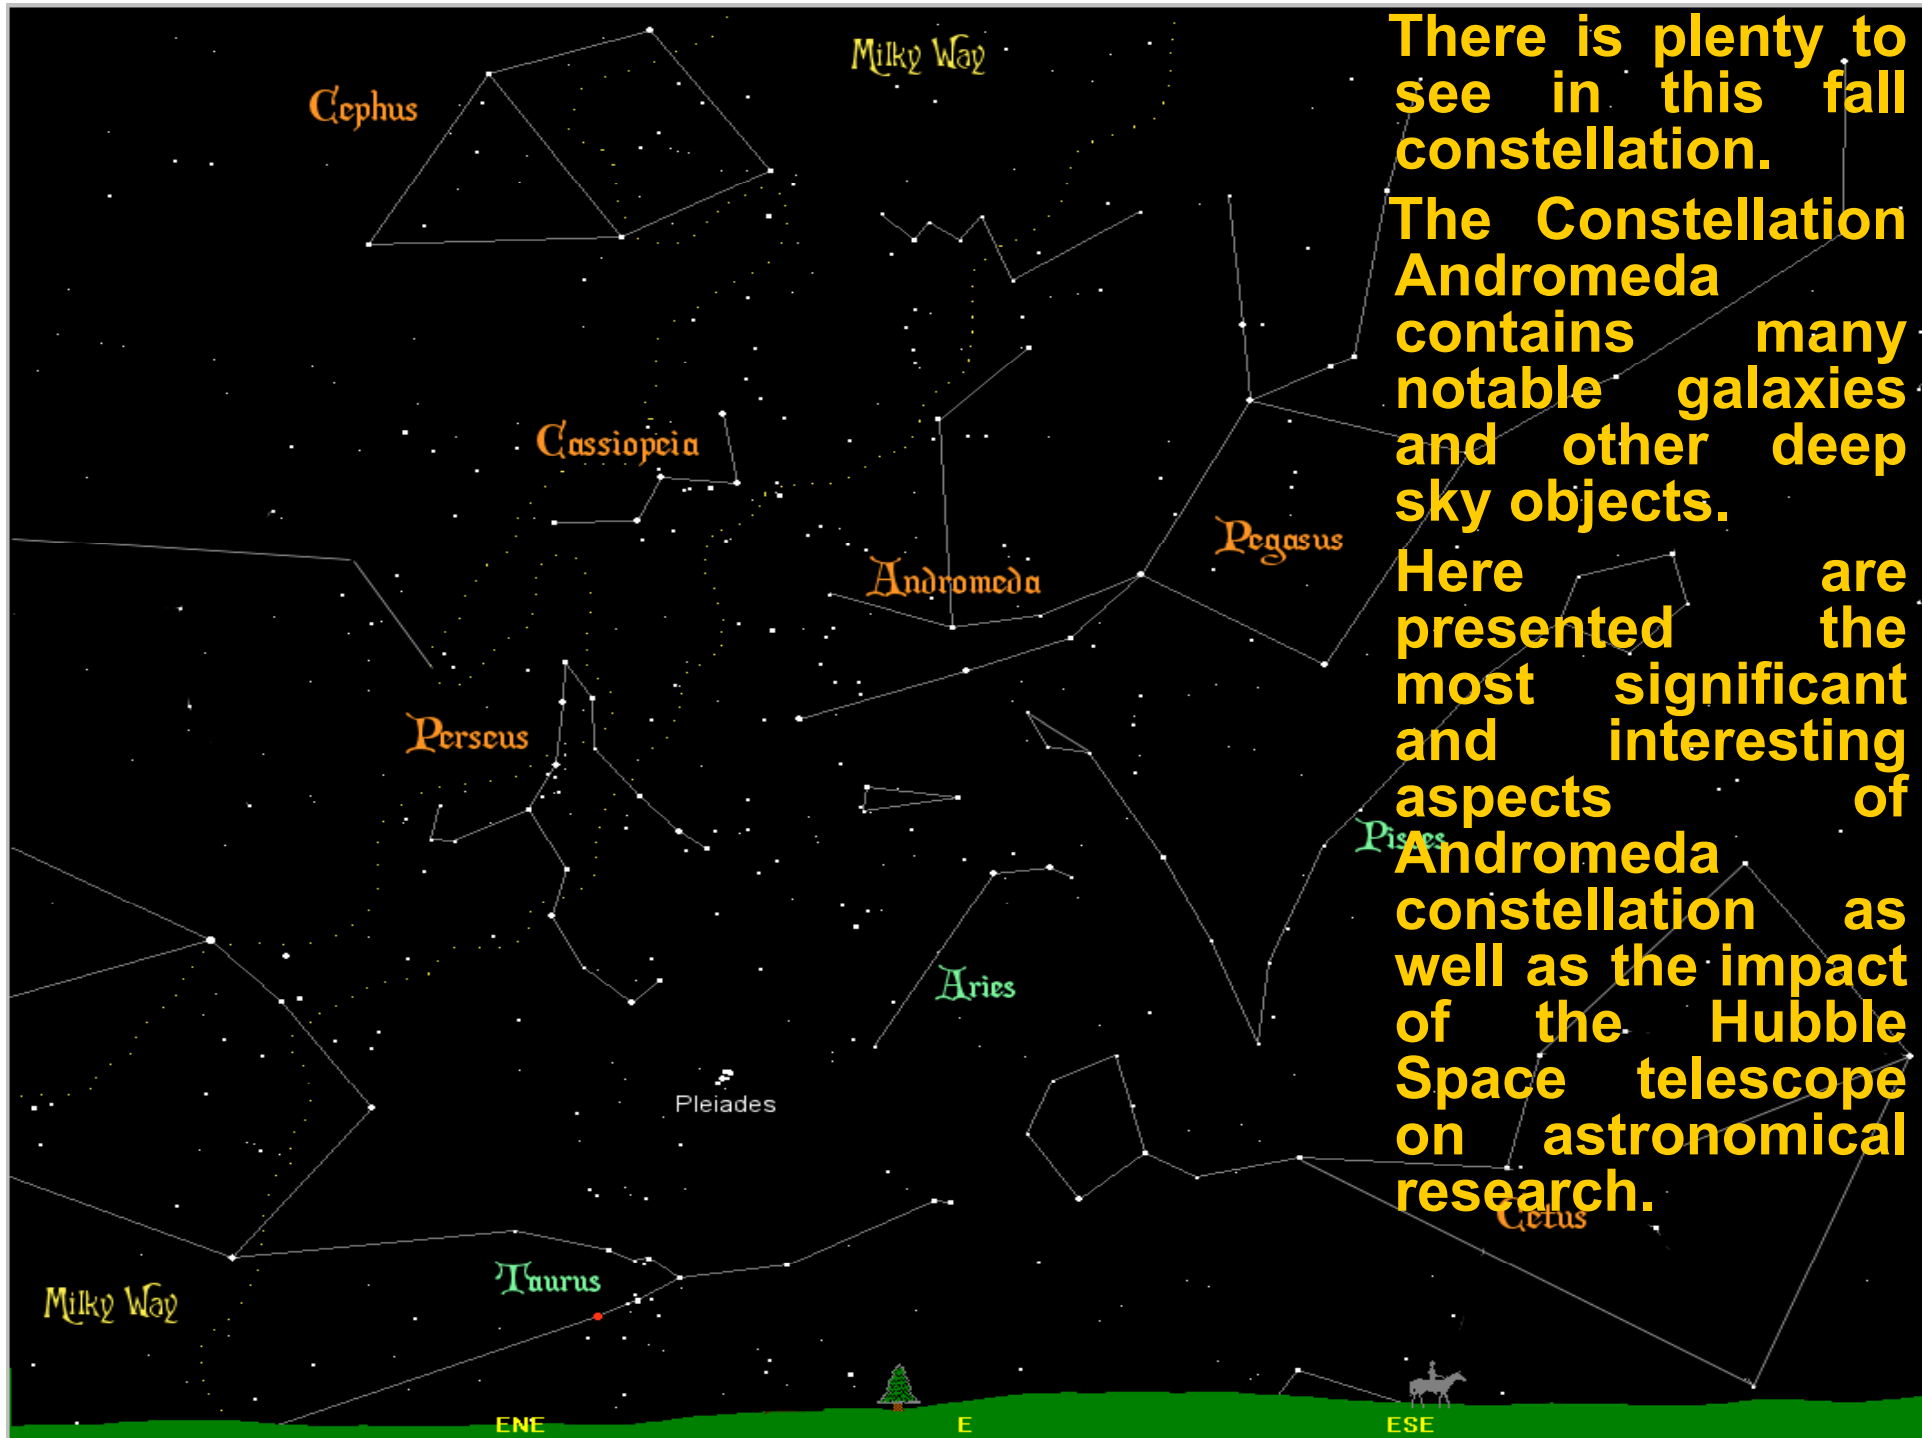 There is plenty to
see in this fall
constellation.
The Constellation
Andromeda
contains many
notable galaxies
and other deep
sky objects.
Here are
presented the
most significant
and interesting
aspects of
Andromeda
constellation as
well as the impact
of the Hubble
Space telescope
on astronomical
research.
Milky Way
Cephus
Cassiopeia
Andromeda
Pegasus
Perseus
Pisces
Aries
Pleiades
Cetus
Taurus
Milky Way
ENE
E
ESE